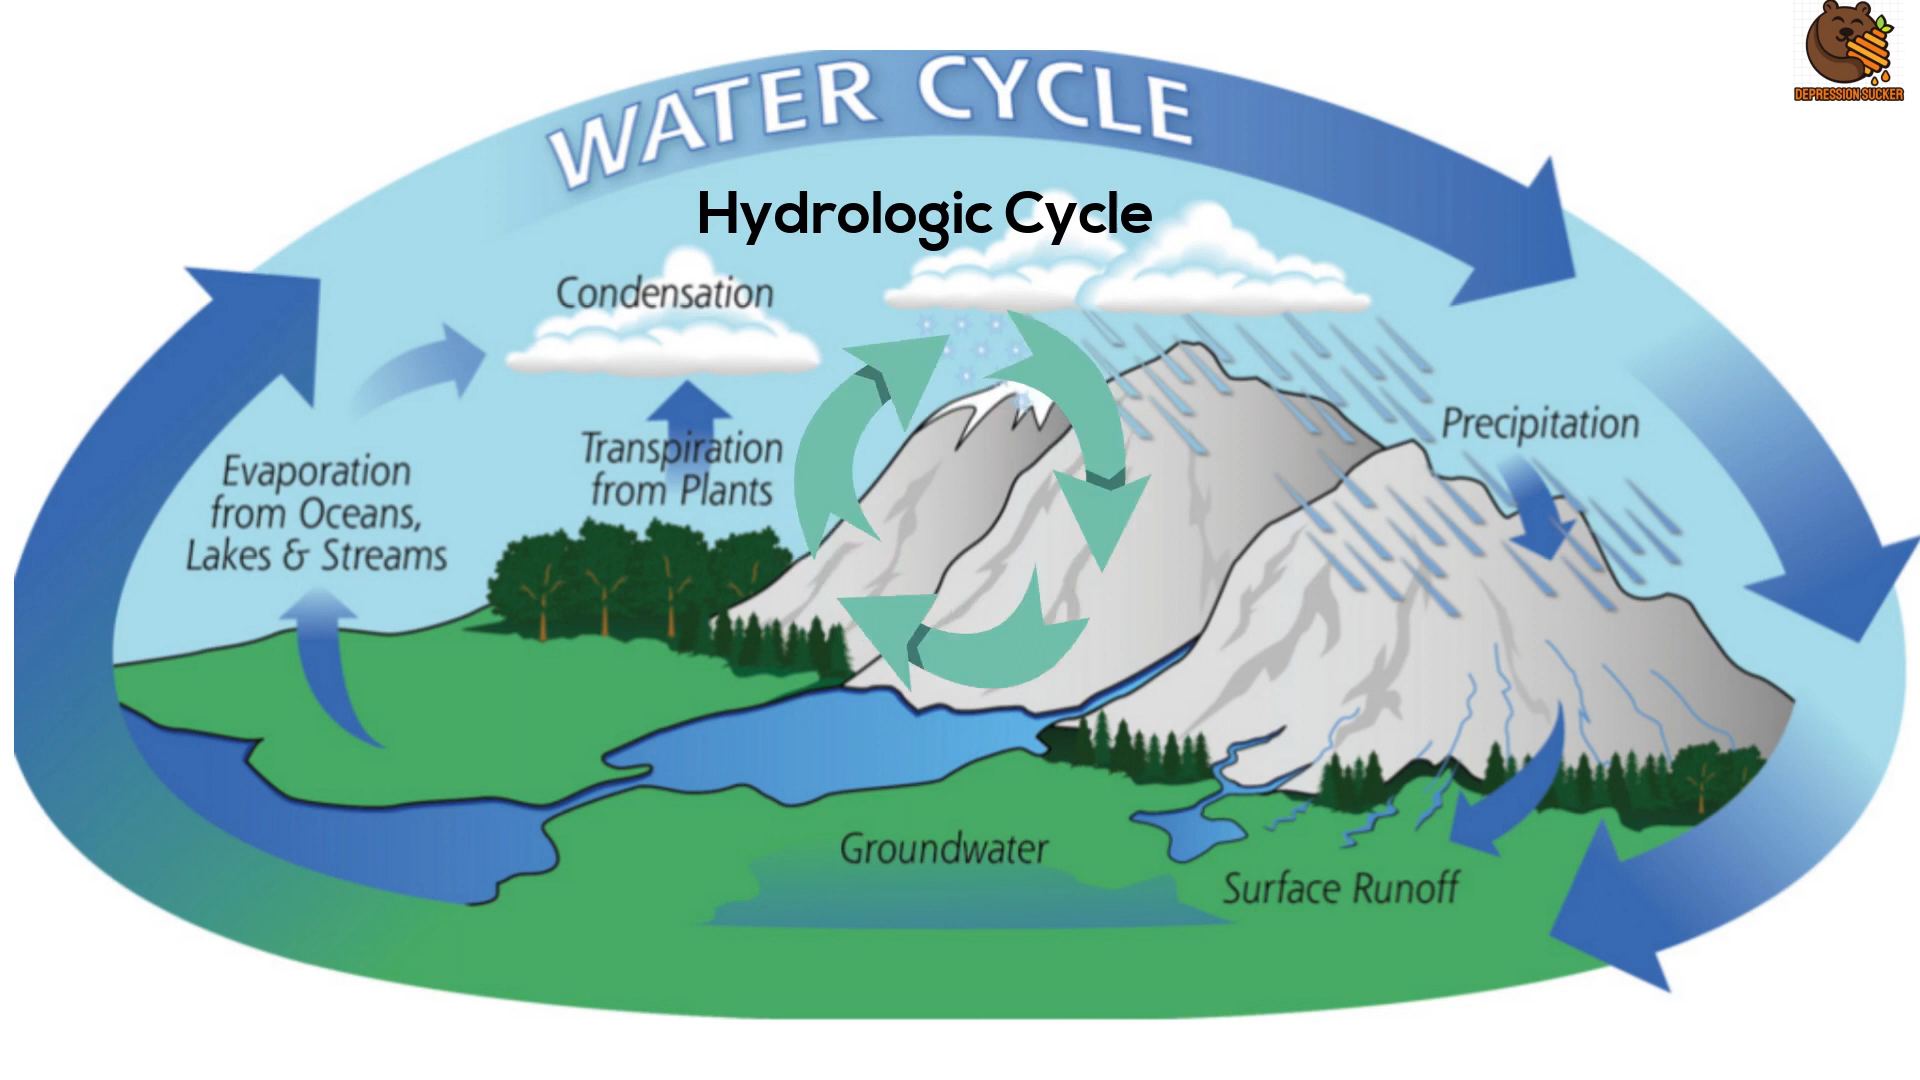 DEPRESSION SUCKER
WATER CYCLE
Hydrologic Cycle
Condensation
Precipitation
Transpiration
from Plants
Evaporation
from Oceans,
Lakes & Streams
Groundwater
Surface Runoff